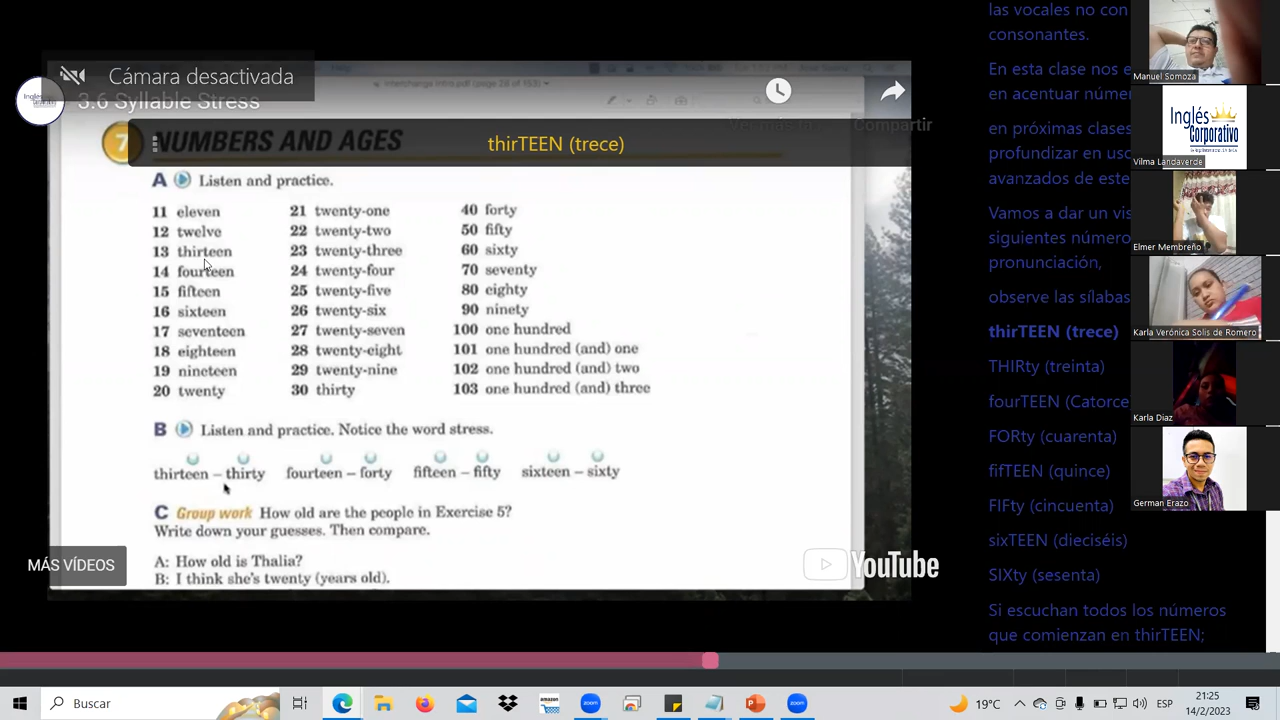 Cámara desactivada
3.6 Syllable Stress
Compartir
7 NUMBERS AND AGES
thirTEEN (trece)
A Listen and practice.
11 eleven 21 twenty-one 40 forty
12 twelve 22 twenty-two 50 fifty
13 thirteen 23 twenty-three 60 sixty
14 fourteen 24 twenty-four 70 seventy
15 fifteen 25 twenty-five 80 eighty
16 sixteen 26 twenty-six 90 ninety
17 seventeen 27 twenty-seven 100 one hundred
18 eighteen 28 twenty-eight 101 one hundred (and) one
19 nineteen 29 twenty-nine 102 one hundred (and) two
20 twenty 30 thirty 103 one hundred (and) three
B Listen and practice. Notice the word stress.
thirteen – thirty fourteen – forty fifteen – fifty sixteen – sixty
C Group work How old are the people in Exercise 5?
Write down your guesses. Then compare.
A: How old is Thalia?
B: I think she's twenty (years old).
MÁS VÍDEOS
YouTube
las vocales no con
consonantes.
En esta clase nos e
en acentuar núme
en próximas clases
profundizar en uso
avanzados de este
Vamos a dar un vis
siguientes número
pronunciación,
observe las sílabas
thirTEEN (trece)
THIRty (treinta)
fourTEEN (Catorce
FORty (cuarenta)
fifTEEN (quince)
FIFty (cincuenta)
sixTEEN (dieciséis)
SIXty (sesenta)
Si escuchan todos los números
que comienzan en thirTEEN;
Manuel Somoza
Inglés
Corporativo
Vilma Landaverde
Elmer Membreño
Karla Verónica Solis de Romero
Karla Diaz
German Erazo
Buscar
amazon
zoom
zoom
19°C
ESP
21:25
14/2/2023